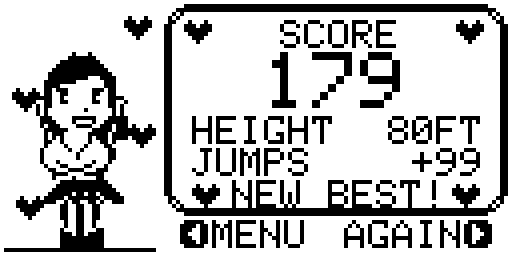 SCORE
179
HEIGHT 80FT
JUMPS +99
NEW BEST!
MENU AGAIN